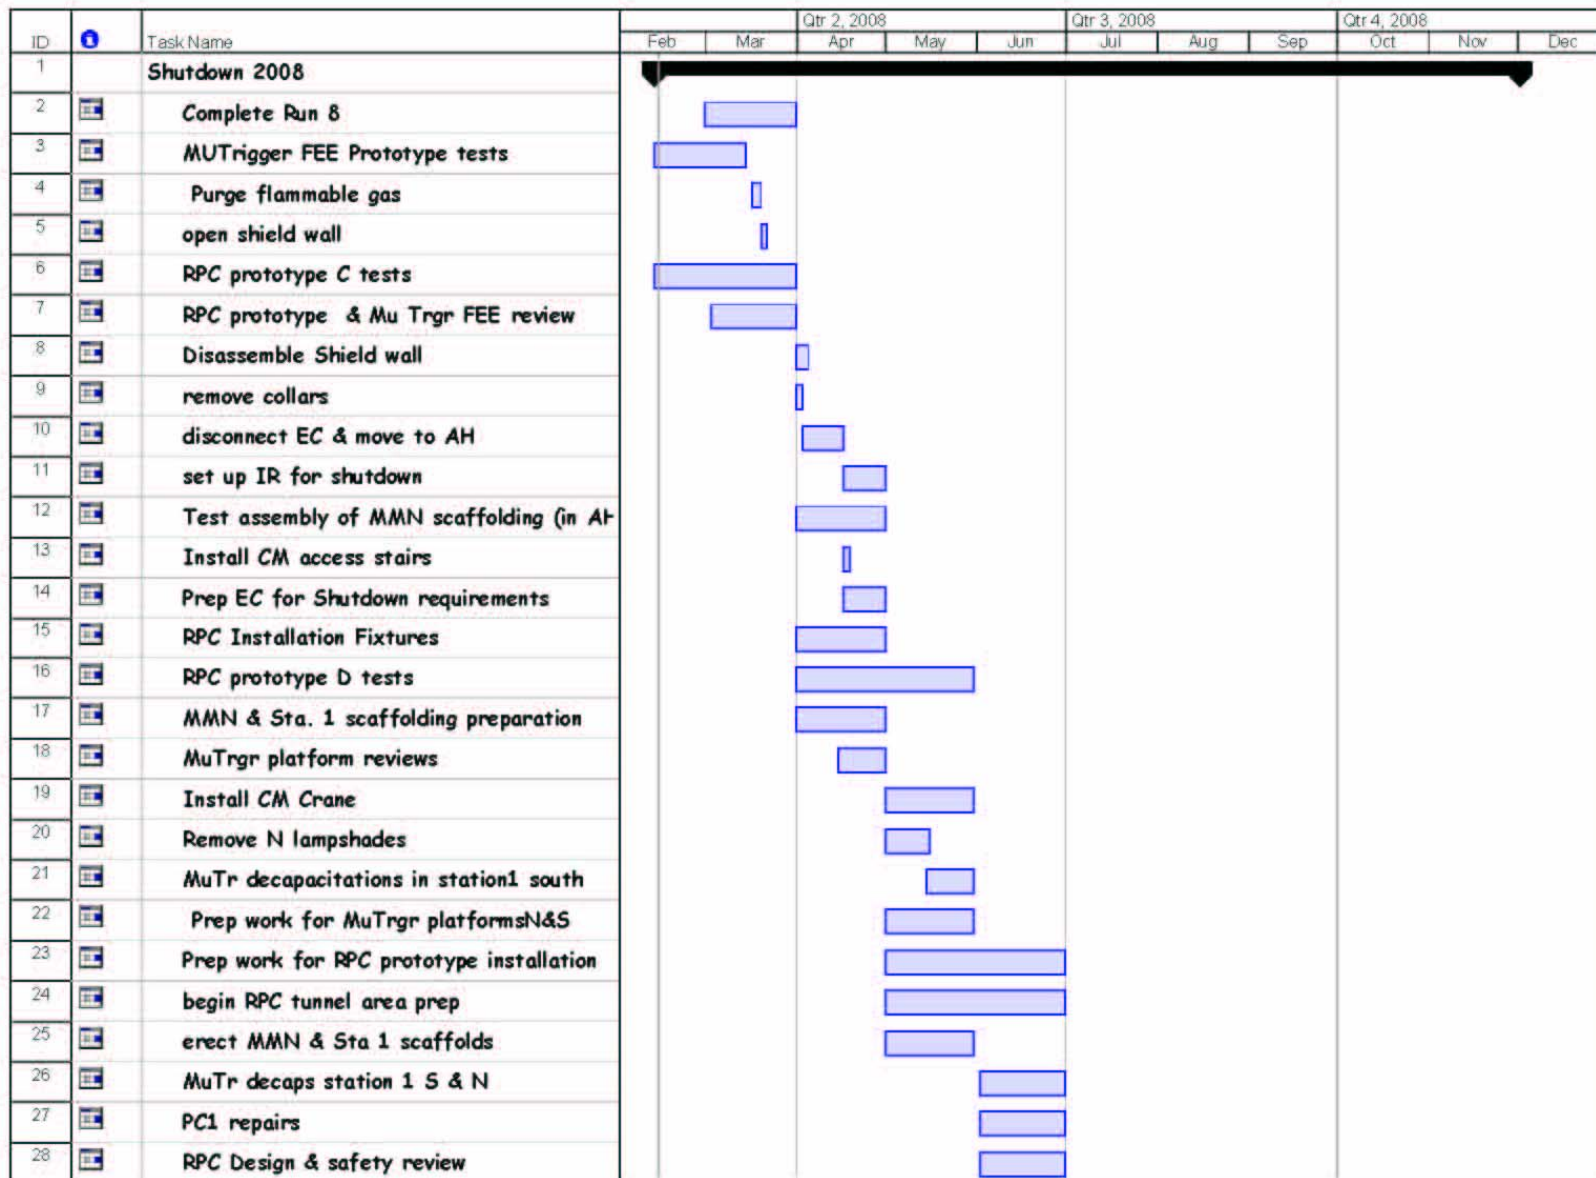 Qtr 2, 2008 Qtr 3, 2008 Qtr 4, 2008
ID Task Name Feb Mar Apr May Jun Jul Aug Sep Oct Nov Dec
1 Shutdown 2008
2 Complete Run 8
3 MUTrigger FEE Prototype tests
4 Purge flammable gas
5 open shield wall
6 RPC prototype C tests
7 RPC prototype & Mu Trgr FEE review
8 Disassemble Shield wall
9 remove collars
10 disconnect EC & move to AH
11 set up IR for shutdown
12 Test assembly of MMN scaffolding (in AH
13 Install CM access stairs
14 Prep EC for Shutdown requirements
15 RPC Installation Fixtures
16 RPC prototype D tests
17 MMN & Sta. 1 scaffolding preparation
18 MuTrgr platform reviews
19 Install CM Crane
20 Remove N lampshades
21 MuTr decapacitations in station1 south
22 Prep work for MuTrgr platformsN&S
23 Prep work for RPC prototype installation
24 begin RPC tunnel area prep
25 erect MMN & Sta 1 scaffolds
26 MuTr decaps station 1 S & N
27 PC1 repairs
28 RPC Design & safety review